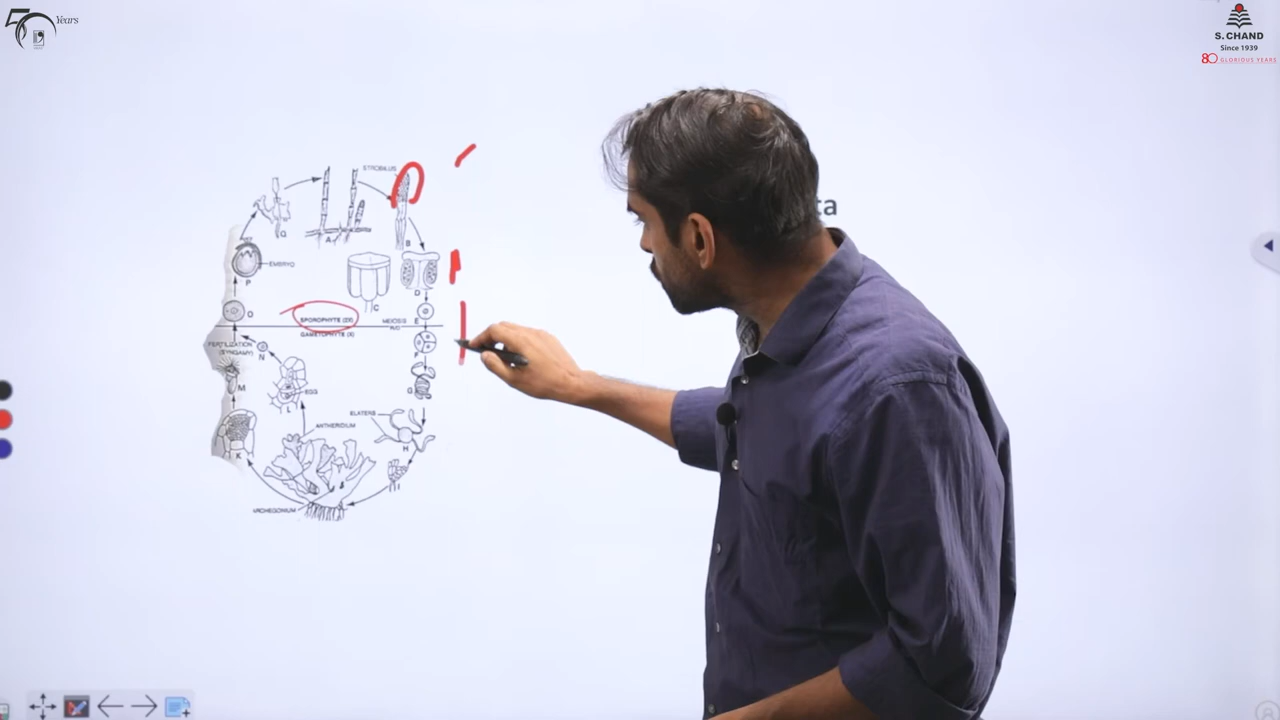 50 Years
S. CHAND
Since 1939
80 GLORIOUS YEARS
ta
STROBILUS
G
A
B
EMBRYO
P
D
C
O
SPOROPHYTE (2X)
MEIOSIS
E
GAMETOPHYTE (X)
FERTILIZATION
(SYNGAMY)
N
F
M
EGG
G
L
ELATERS
ANTHERIDIUM
H
K
J
ARCHEGONIUM